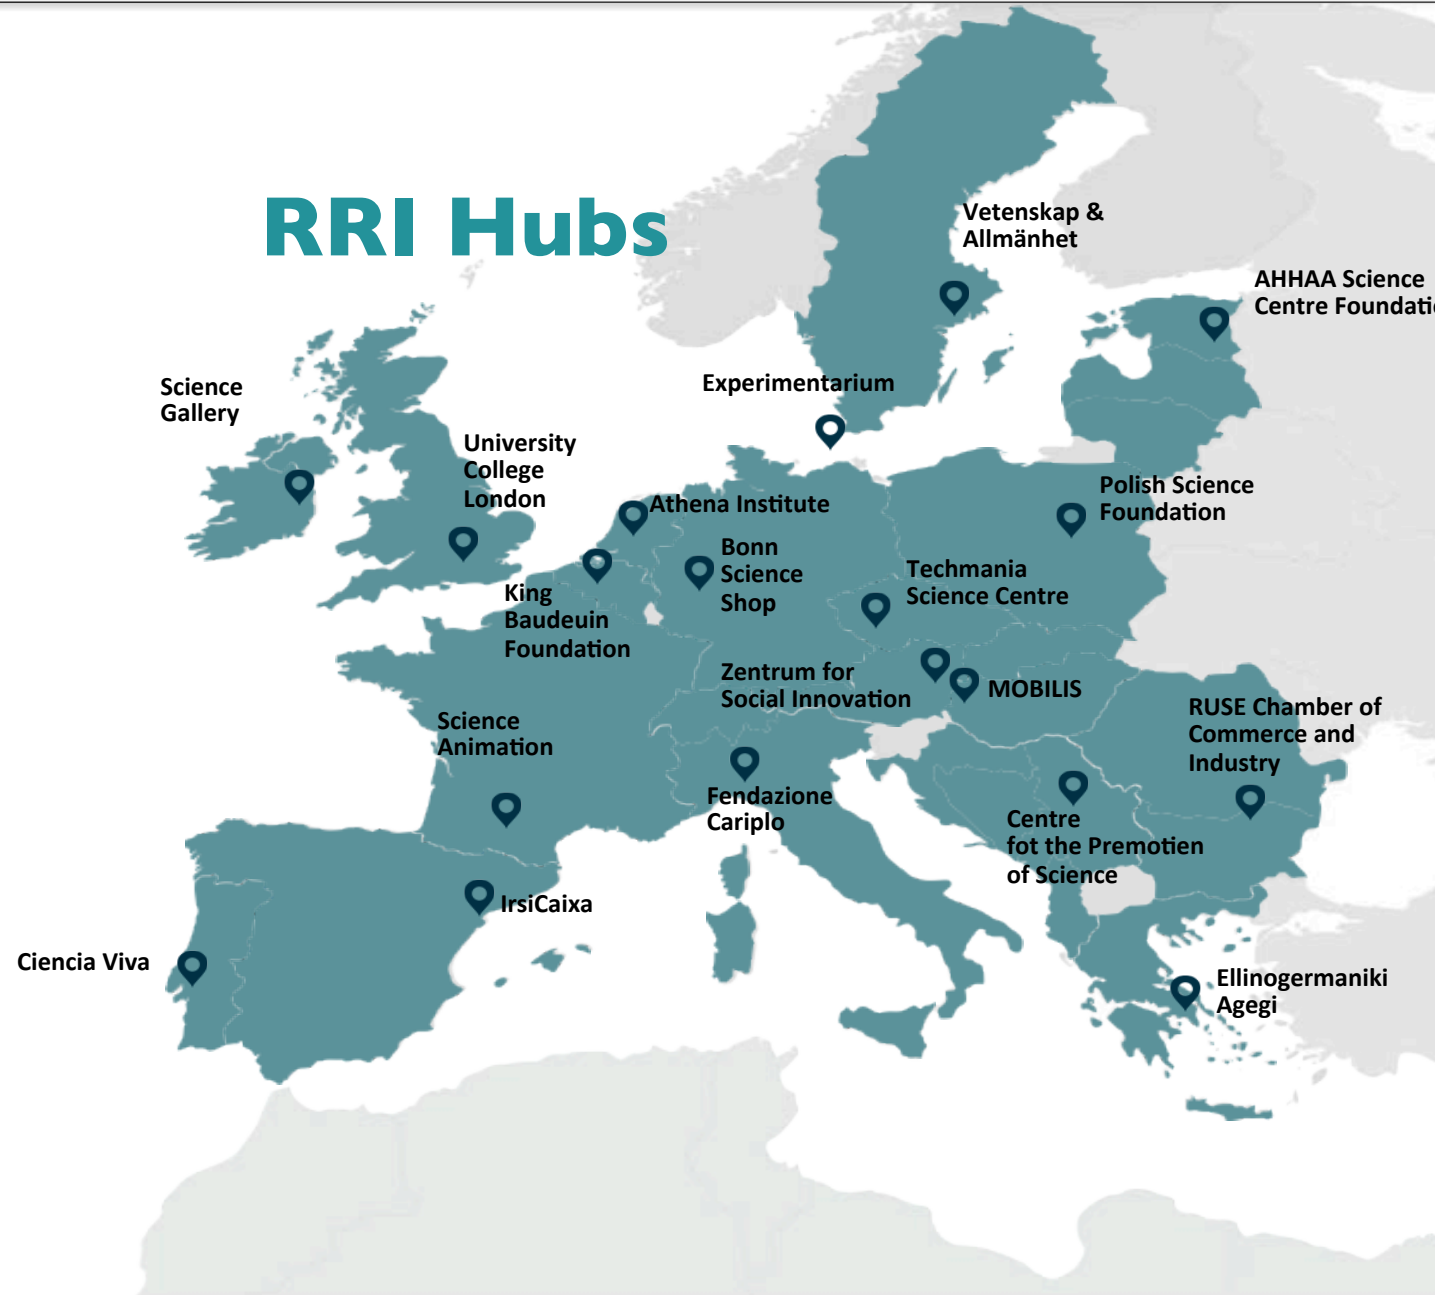 RRI Hubs
Vetenskap &
Allmänhet
AHHAA Science
Centre Foundatio
Experimentarium
Science
Gallery
University
College
London
Athena Institute
Polish Science
Foundation
Bonn
Science
Shop
Techmania
Science Centre
King
Baudeuin
Foundation
Zentrum for
Social Innovation
MOBILIS
RUSE Chamber of
Commerce and
Industry
Science
Animation
Fendazione
Cariplo
Centre
fot the Premotien
of Science
IrsiCaixa
Ciencia Viva
Ellinogermaniki
Agegi